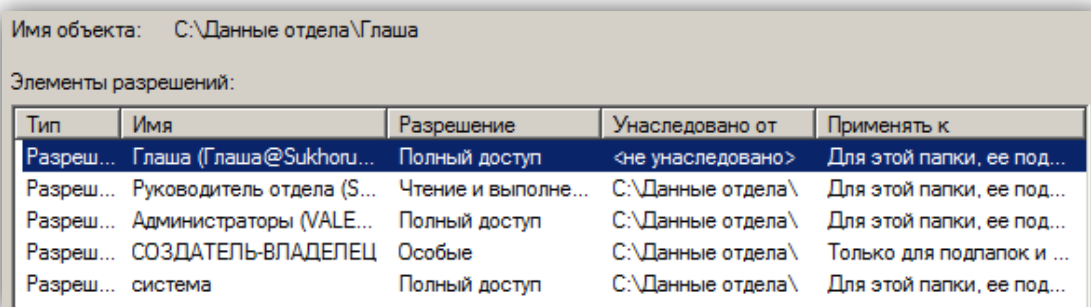 Имя объекта: C:\Данные отдела\Глаша
Элементы разрешений:
Тип Имя Разрешение Унаследовано от Применять к
Разреш... Глаша (Глаша@Sukhoru... Полный доступ <не унаследовано> Для этой папки, ее под...
Разреш... Руководитель отдела (S... Чтение и выполне... C:\Данные отдела\ Для этой папки, ее под...
Разреш... Администраторы (VALE... Полный доступ C:\Данные отдела\ Для этой папки, ее под...
Разреш... СОЗДАТЕЛЬ-ВЛАДЕЛЕЦ Особые C:\Данные отдела\ Только для подпапок и ...
Разреш... система Полный доступ C:\Данные отдела\ Для этой папки, ее под...